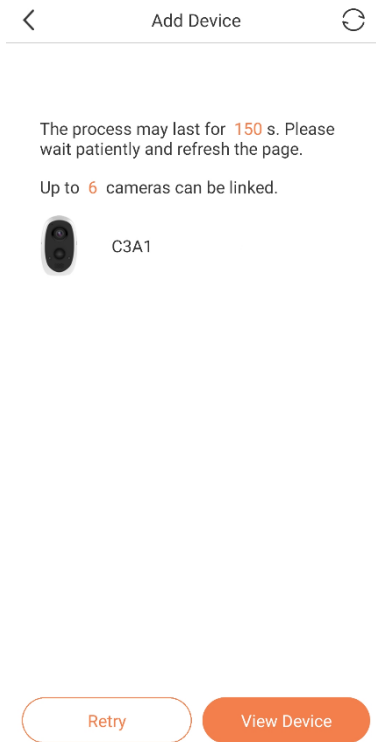 Add Device
The process may last for 150 s. Please
wait patiently and refresh the page.
Up to 6 cameras can be linked.
C3A1
Retry
View Device